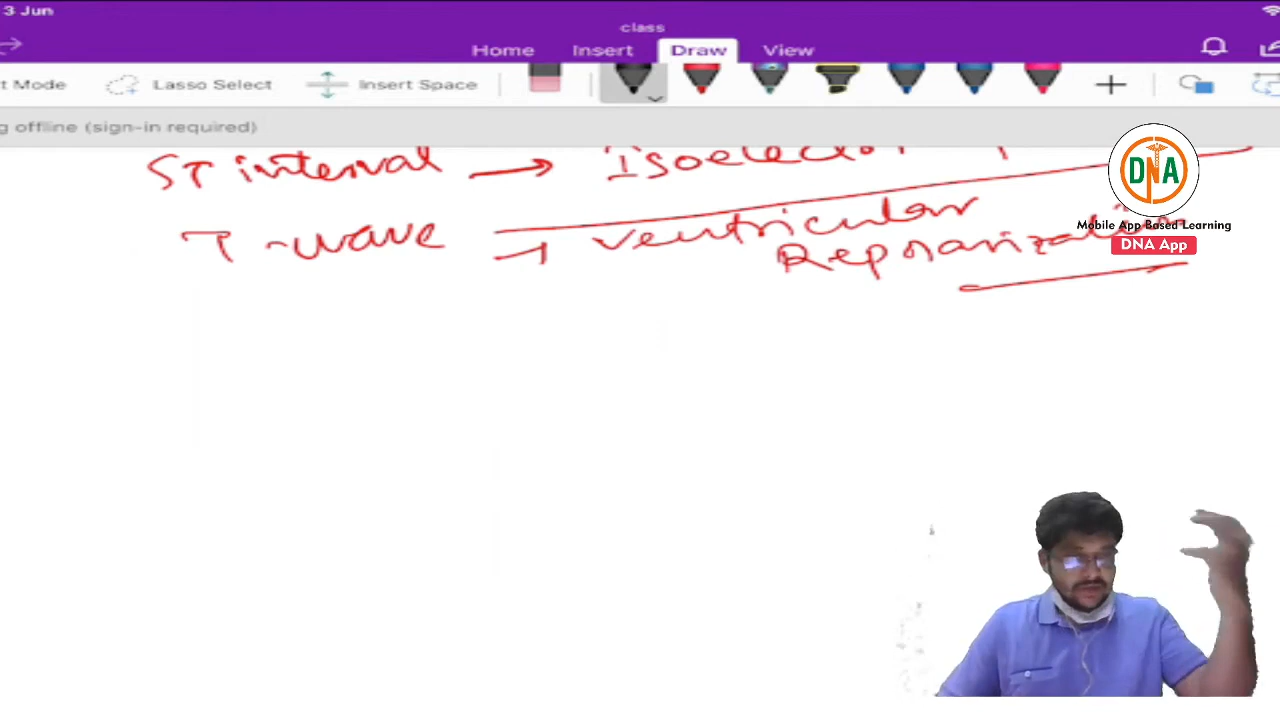 3 Jun
class
Home Insert Draw View
t Mode Lasso Select Insert Space
g offline (sign-in required)
ST interval → Isoelector
T-wave → ventricular
Repolarization
DNA
Mobile App Based Learning
DNA App